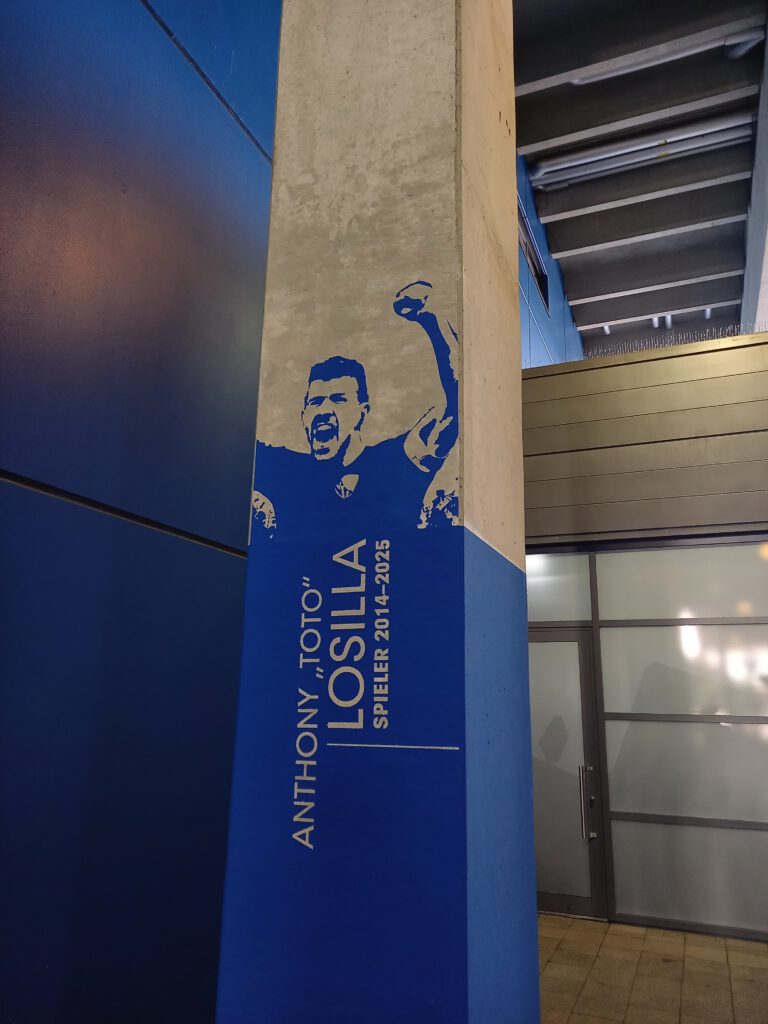 ANTHONY „TOTO“
LOSILLA
SPIELER 2014–2025